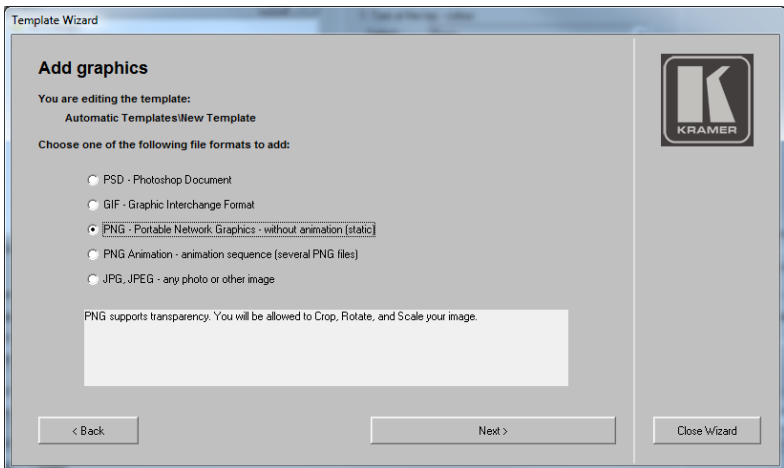 Template Wizard
Add graphics
You are editing the template:
Automatic Templates\New Template
Choose one of the following file formats to add:
PSD - Photoshop Document
GIF - Graphic Interchange Format
PNG - Portable Network Graphics - without animation (static)
PNG Animation - animation sequence (several PNG files)
JPG, JPEG - any photo or other image
PNG supports transparency. You will be allowed to Crop, Rotate, and Scale your image.
< Back
Next >
Close Wizard
K
KRAMER